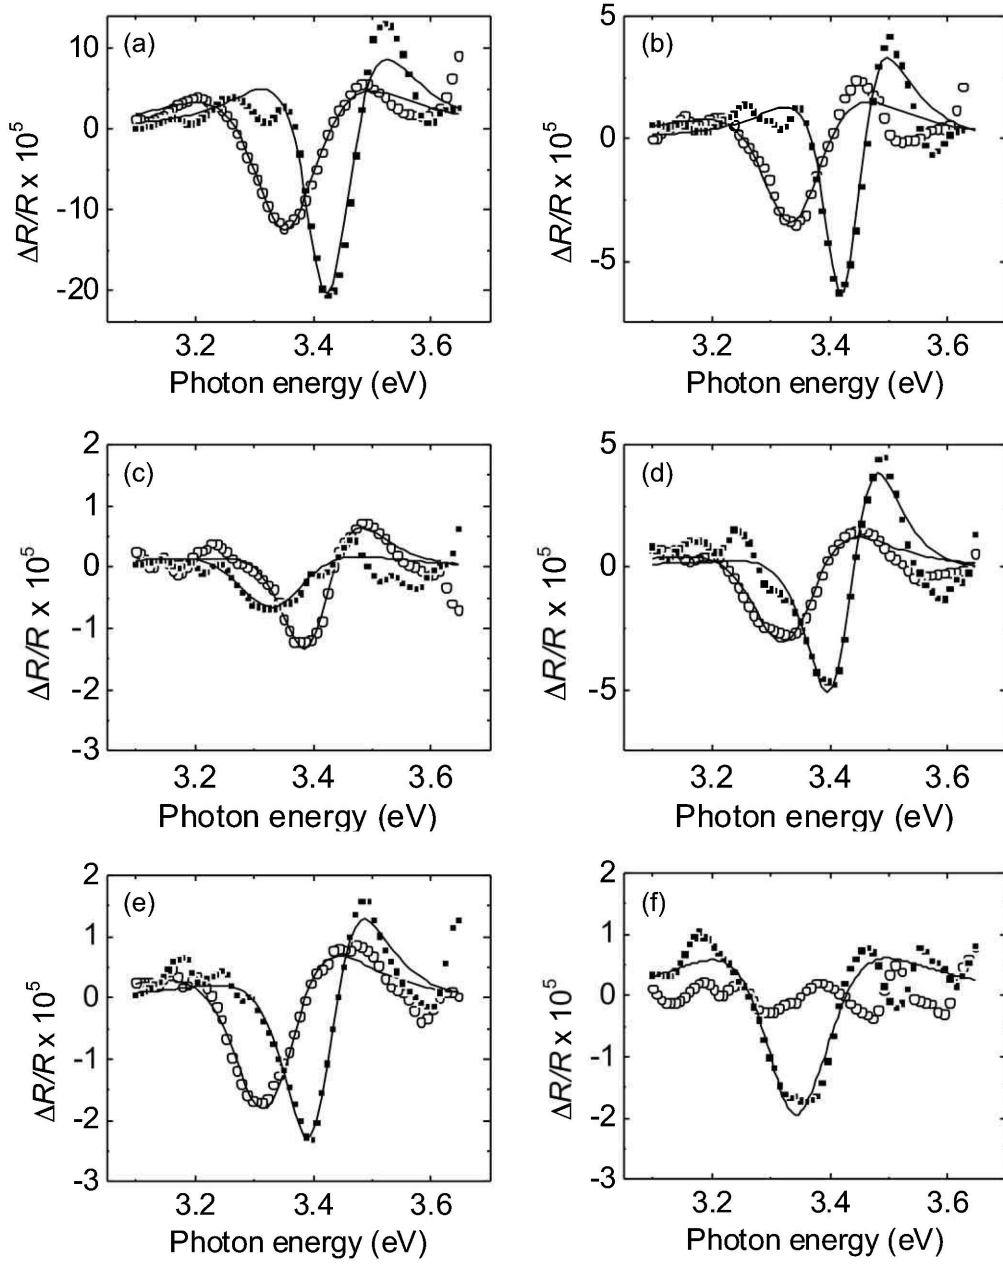 (a)
10
0
-10
-20
ΔR/R x 10⁵
3.2 3.4 3.6
Photon energy (eV)
(b)
5
0
-5
ΔR/R x 10⁵
3.2 3.4 3.6
Photon energy (eV)
(c)
2
1
0
-1
-2
-3
ΔR/R x 10⁵
3.2 3.4 3.6
Photon energy (eV)
(d)
5
0
-5
ΔR/R x 10⁵
3.2 3.4 3.6
Photon energy (eV)
(e)
2
1
0
-1
-2
-3
ΔR/R x 10⁵
3.2 3.4 3.6
Photon energy (eV)
(f)
2
1
0
-1
-2
-3
ΔR/R x 10⁵
3.2 3.4 3.6
Photon energy (eV)